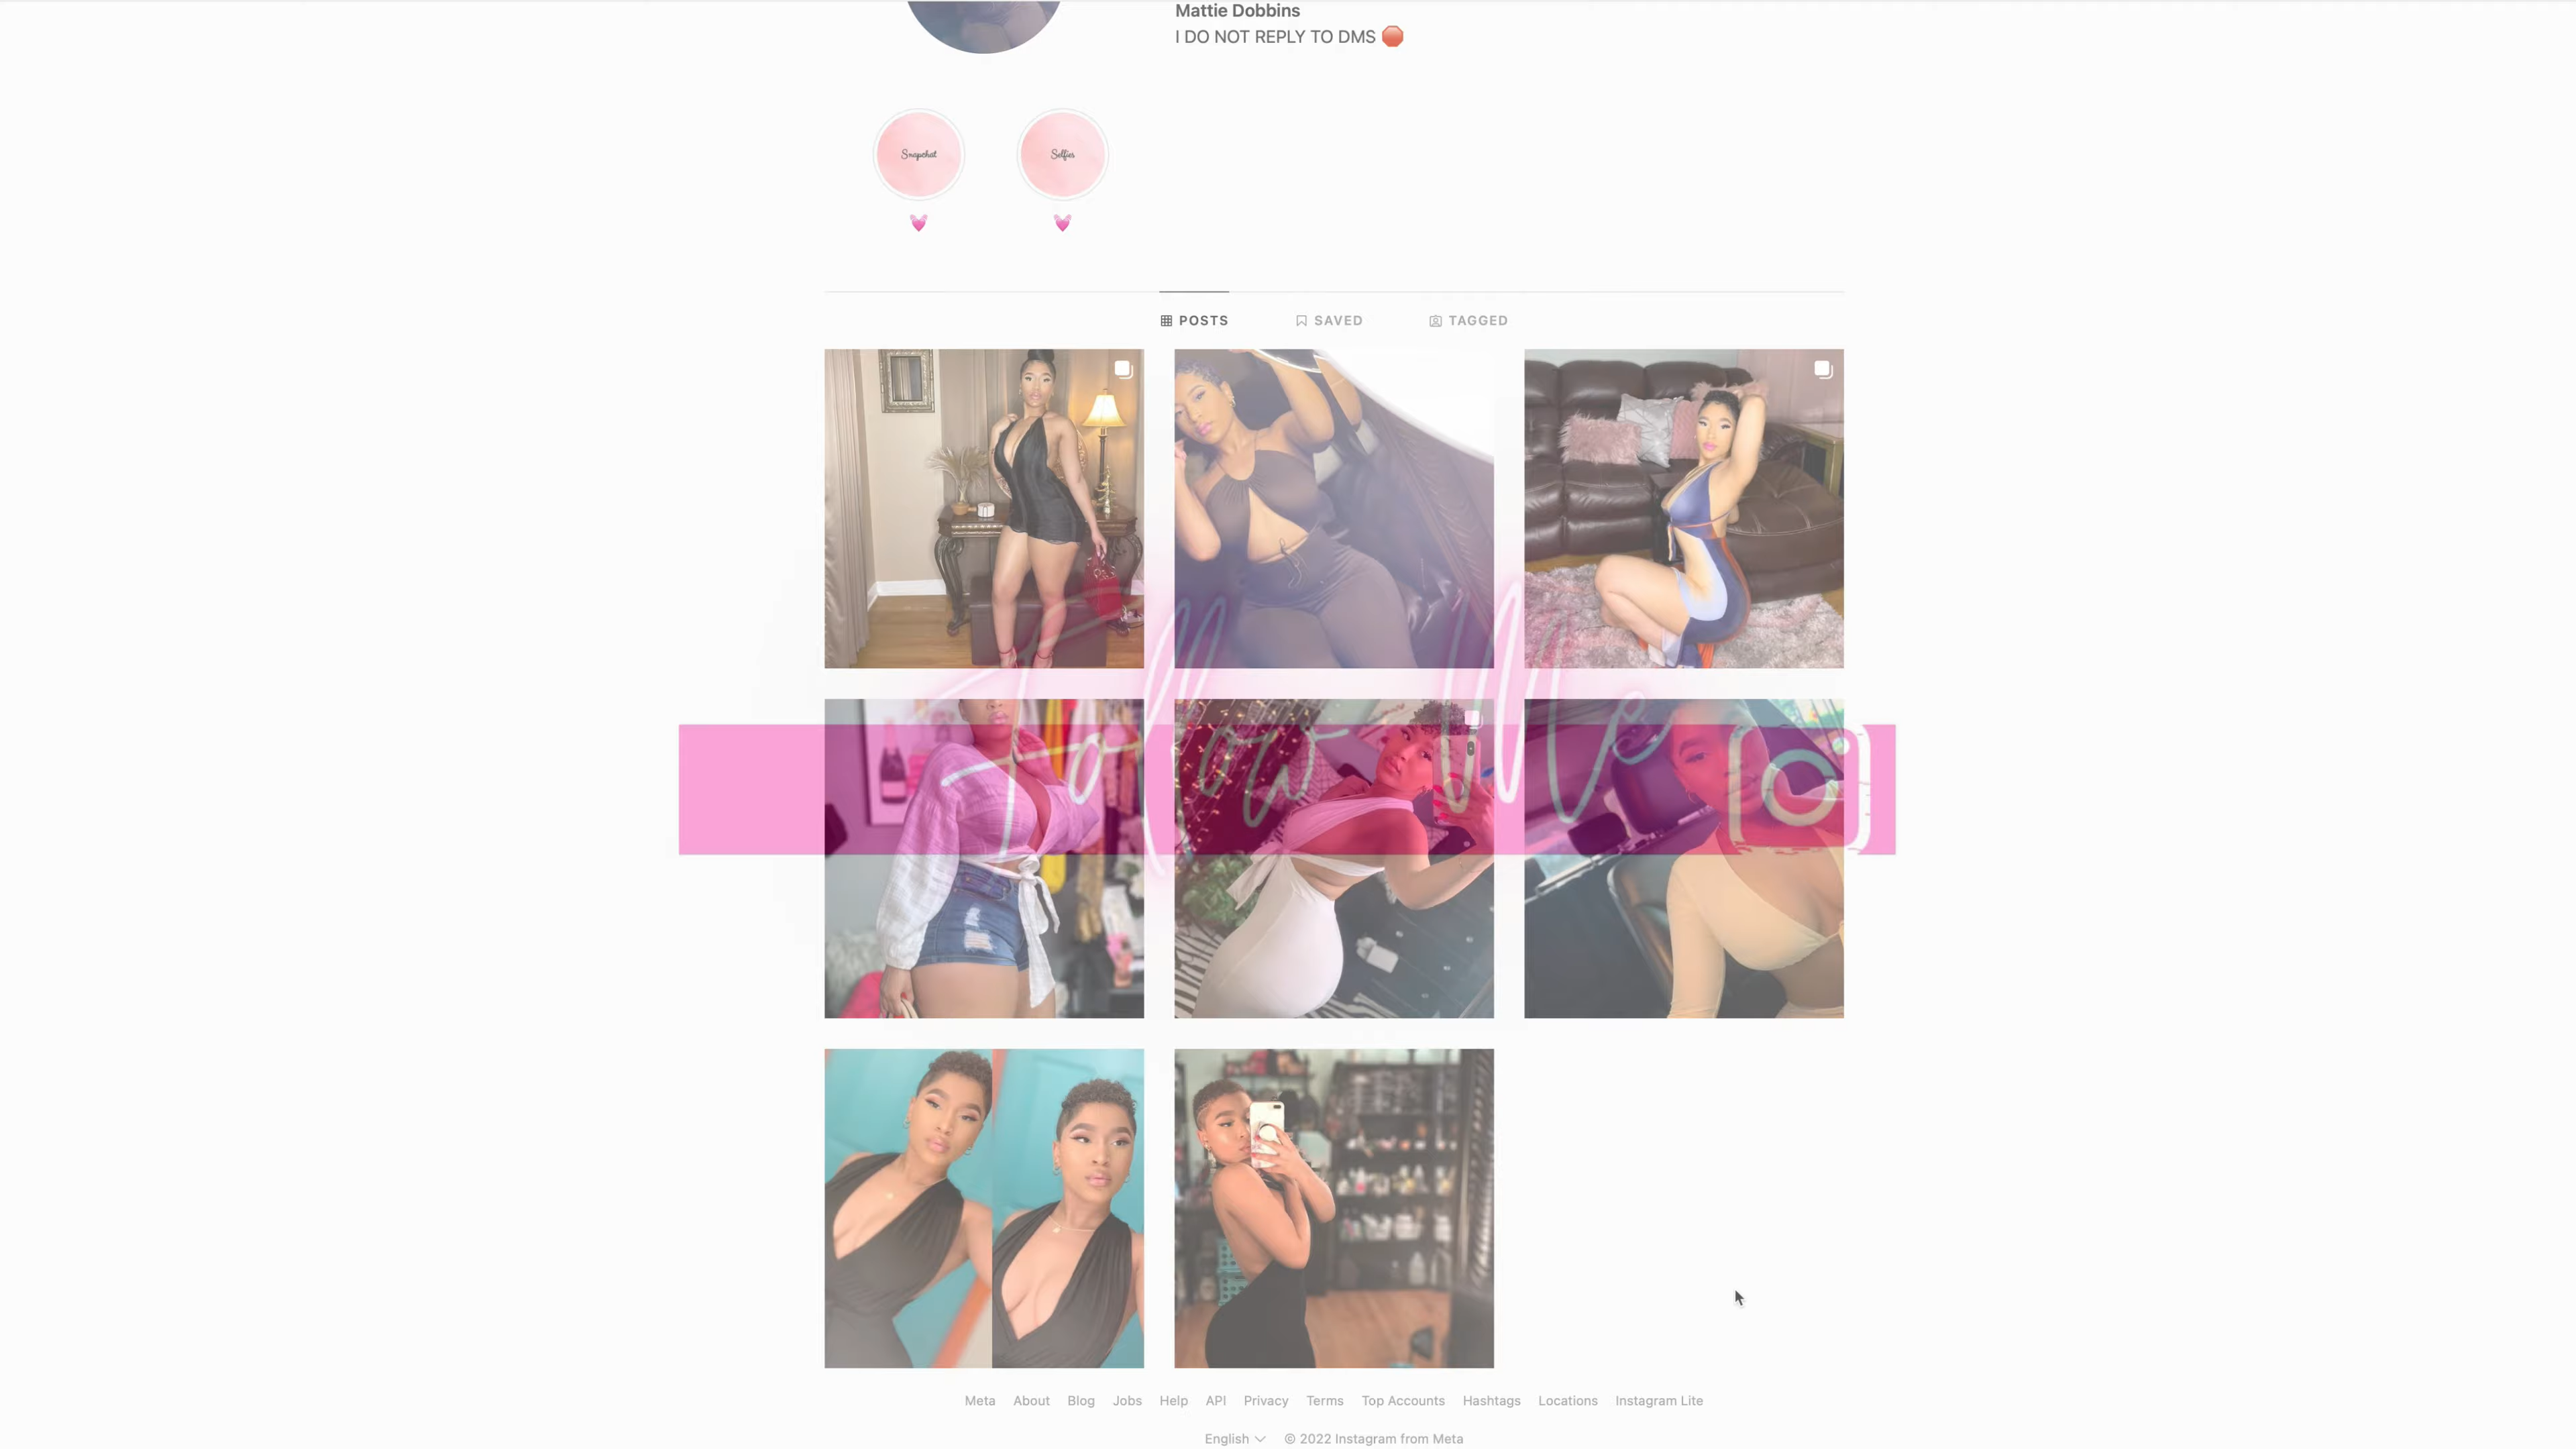 Mattie Dobbins
I DO NOT REPLY TO DMS
Snapchat
Selfies
POSTS SAVED TAGGED
Follow Me
Meta About Blog Jobs Help API Privacy Terms Top Accounts Hashtags Locations Instagram Lite
English © 2022 Instagram from Meta